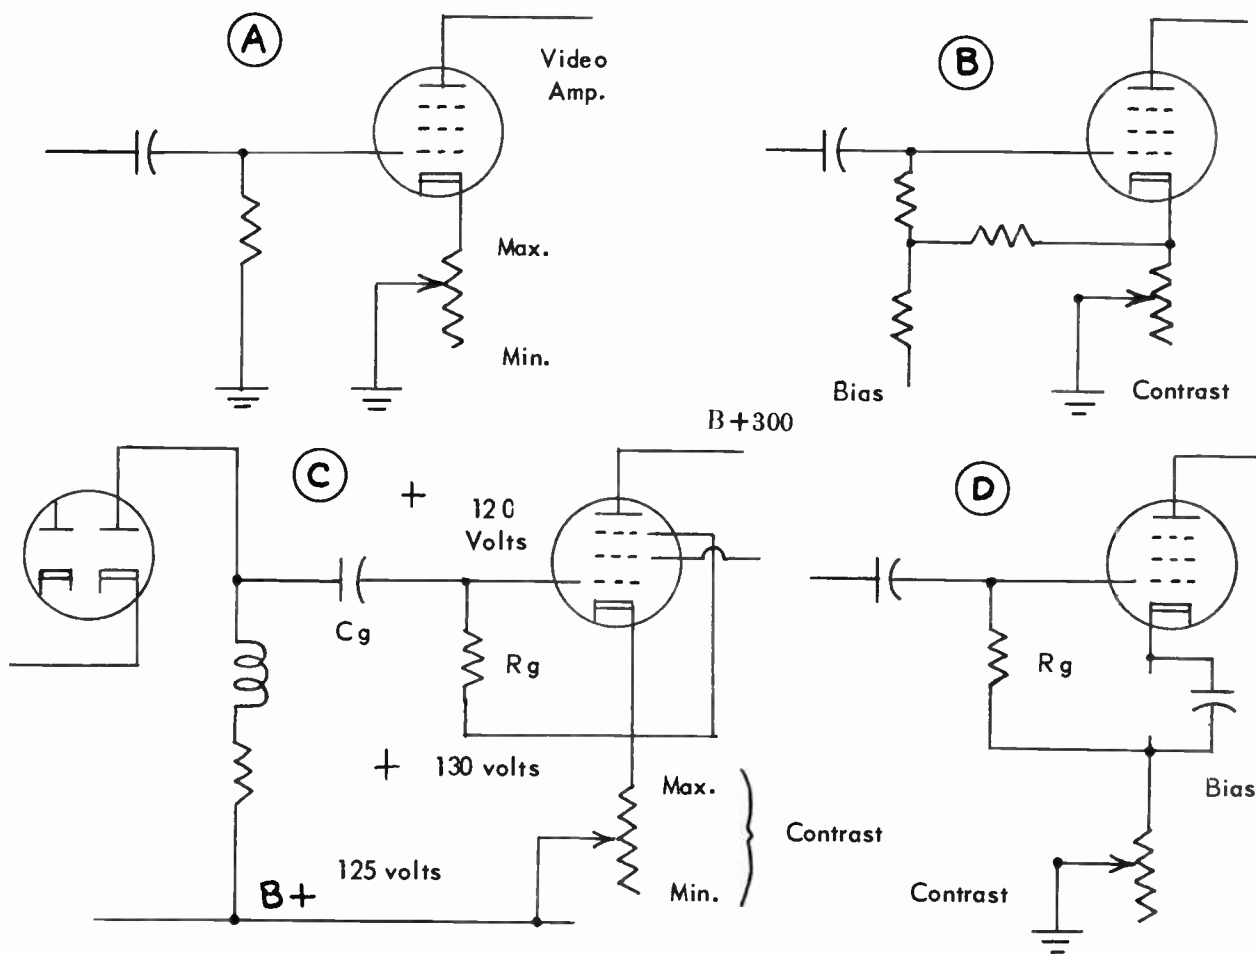 A
Video
Amp.
Max.
Min.
B
Bias
Contrast
C
+
120
Volts
B+300
Cg
Rg
+ 130 volts
125 volts
B+
Max.
Contrast
Min.
D
Rg
Bias
Contrast